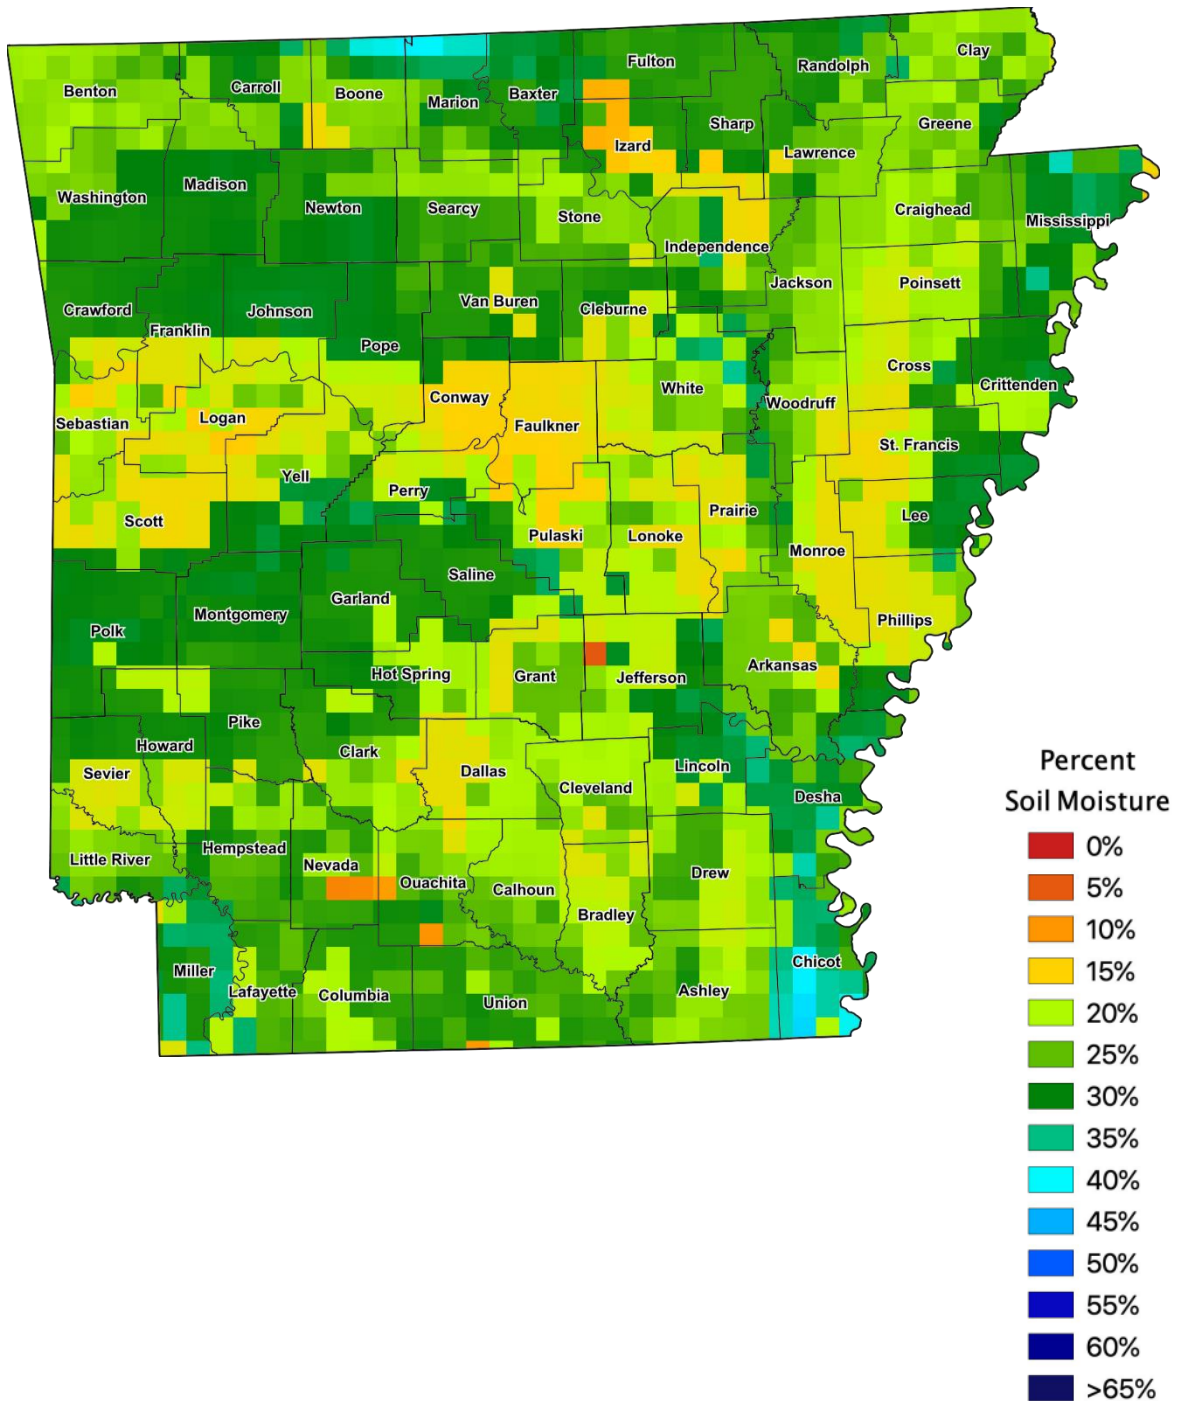 Clay
Fulton
Randolph
Carroll
Benton
Boone
Baxter
Marion
Sharp
Greene
Izard
Lawrence
Madison
Washington
Newton
Searcy
Stone
Craighead
Mississippi
Independence
Jackson
Poinsett
Van Buren
Crawford
Johnson
Cleburne
Franklin
Pope
Cross
Crittenden
White
Conway
Woodruff
Logan
Sebastian
Faulkner
St. Francis
Yell
Perry
Prairie
Lee
Scott
Pulaski
Lonoke
Monroe
Saline
Garland
Montgomery
Phillips
Polk
Arkansas
Hot Spring
Grant
Jefferson
Pike
Howard
Clark
Lincoln
Sevier
Dallas
Cleveland
Desha
Hempstead
Little River
Nevada
Drew
Ouachita
Calhoun
Bradley
Chicot
Miller
Lafayette
Columbia
Ashley
Union
Percent
Soil Moisture
0%
5%
10%
15%
20%
25%
30%
35%
40%
45%
50%
55%
60%
>65%